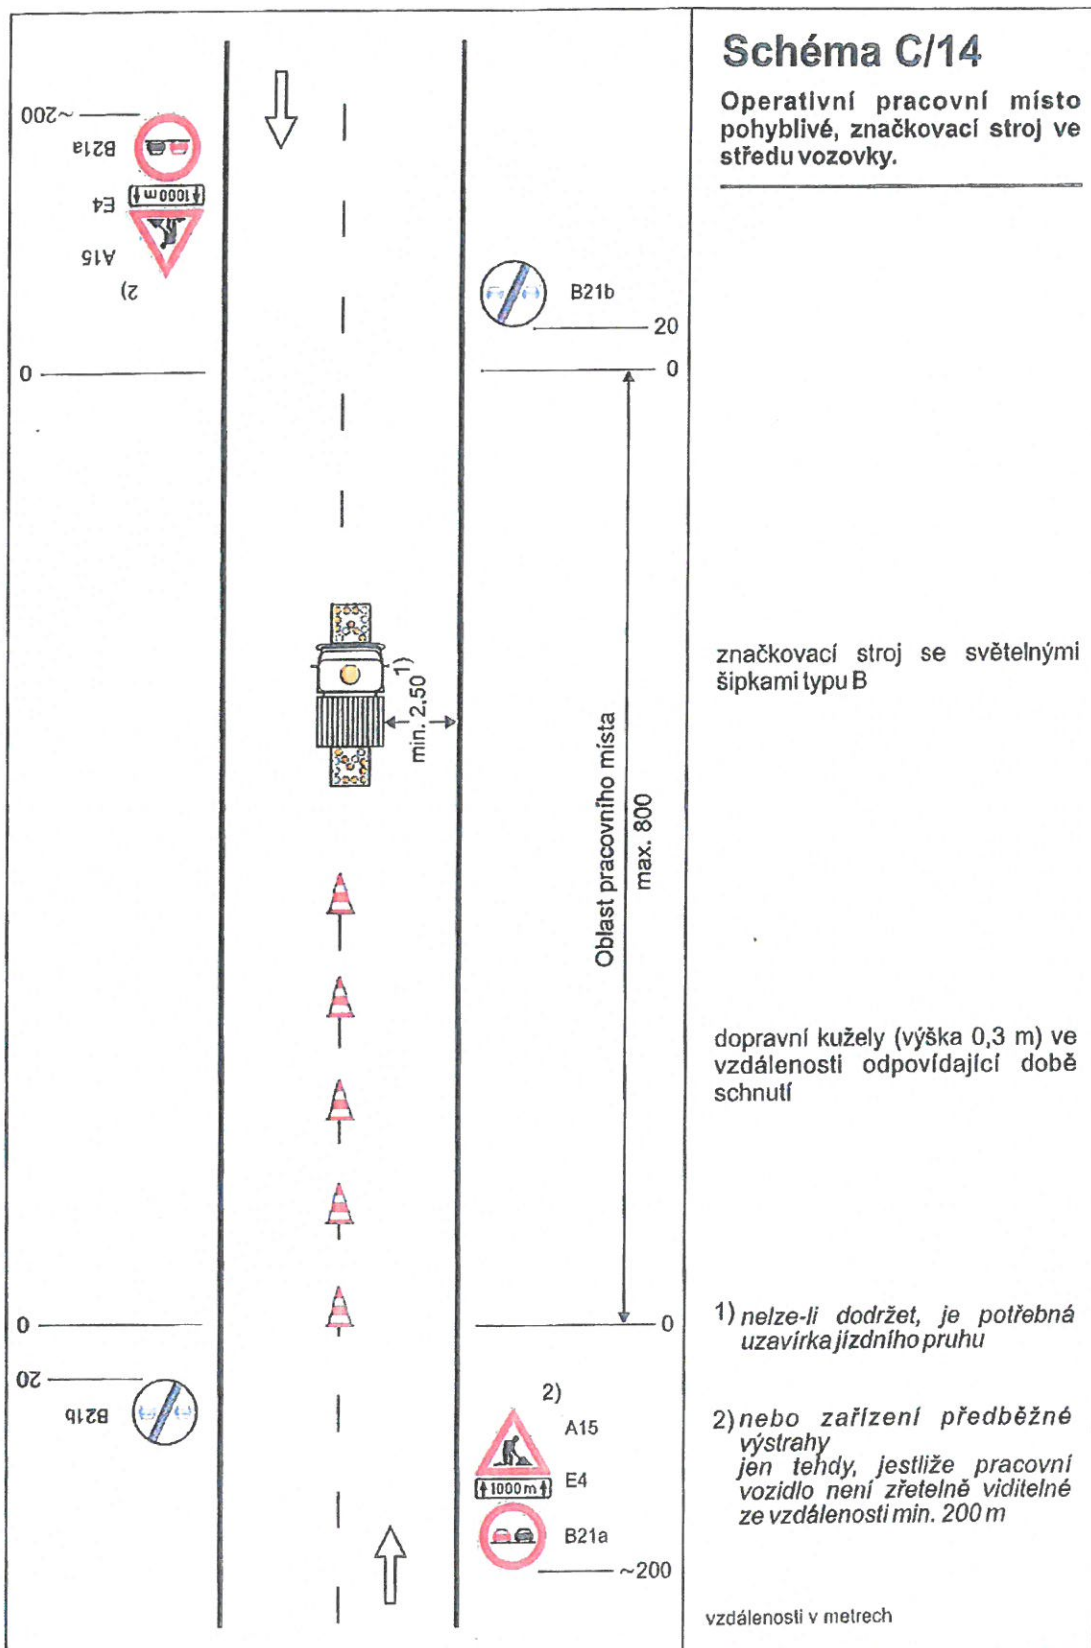 Schéma C/14
Operativní pracovní místo
pohyblivé, značkovací stroj ve
středu vozovky.
~200
B21a
E4
1000 m
A15
2)
B21b
20
0
0
značkovací stroj se světelnými
šipkami typu B
min. 2,50 1)
Oblast pracovního místa
max. 800
dopravní kužely (výška 0,3 m) ve
vzdálenosti odpovídající době
schnutí
0
0
20
B21b
1) nelze-li dodržet, je potřebná
uzavírka jízdního pruhu
2)
A15
1000 m
E4
B21a
~200
2) nebo zařízení předběžné
výstrahy
jen tehdy, jestliže pracovní
vozidlo není zřetelně viditelné
ze vzdálenosti min. 200 m
vzdálenosti v metrech